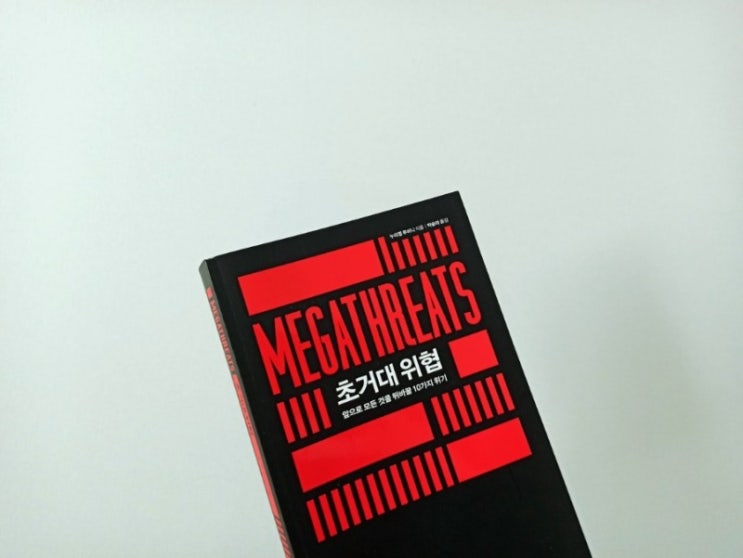 누리엘 루비니 지음 | 박슬라 옮김
MEGATHREATS
초거대 위협
앞으로 모든 것을 뒤바꿀 10가지 위기
MEGATHREATS